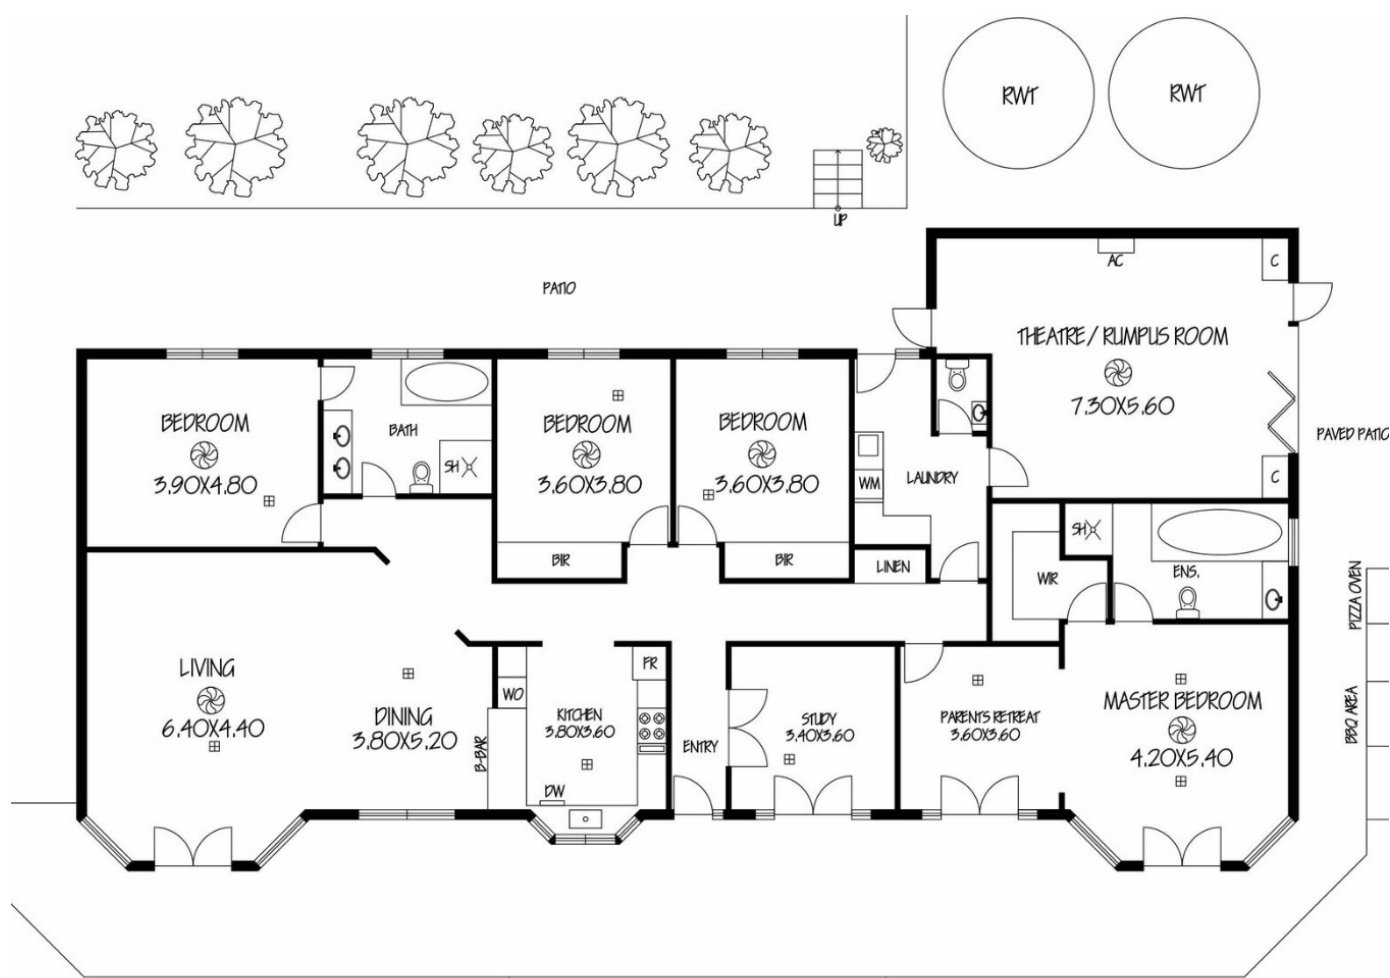 RWT
RWT
UP
PATIO
AC
C
THEATRE / RUMPUS ROOM
7.30X5.60
C
PAVED PATIO
BEDROOM
3.90X4.80
BATH
SH
BEDROOM
3.60X3.80
BIR
BEDROOM
3.60X3.80
BIR
WM
LAUNDRY
LINEN
WIR
SH
ENS.
PIZZA OVEN
BBQ AREA
LIVING
6.40X4.40
DINING
3.80X5.20
B-BAR
WO
FR
KITCHEN
3.80X3.60
DW
ENTRY
STUDY
3.40X3.60
PARENTS RETREAT
3.60X3.60
MASTER BEDROOM
4.20X5.40